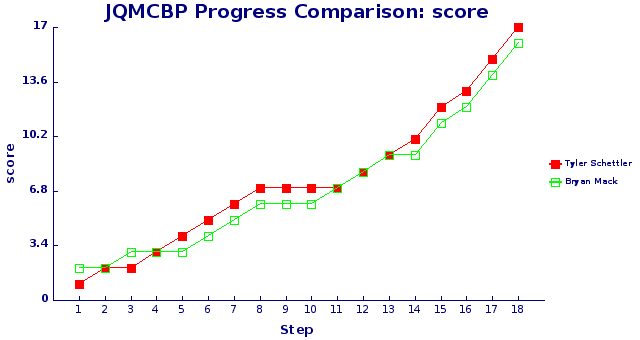 JQMCBP Progress Comparison: score
17
13.6
10.2
6.8
3.4
0
score
1 2 3 4 5 6 7 8 9 10 11 12 13 14 15 16 17 18
Step
Tyler Schettler
Bryan Mack